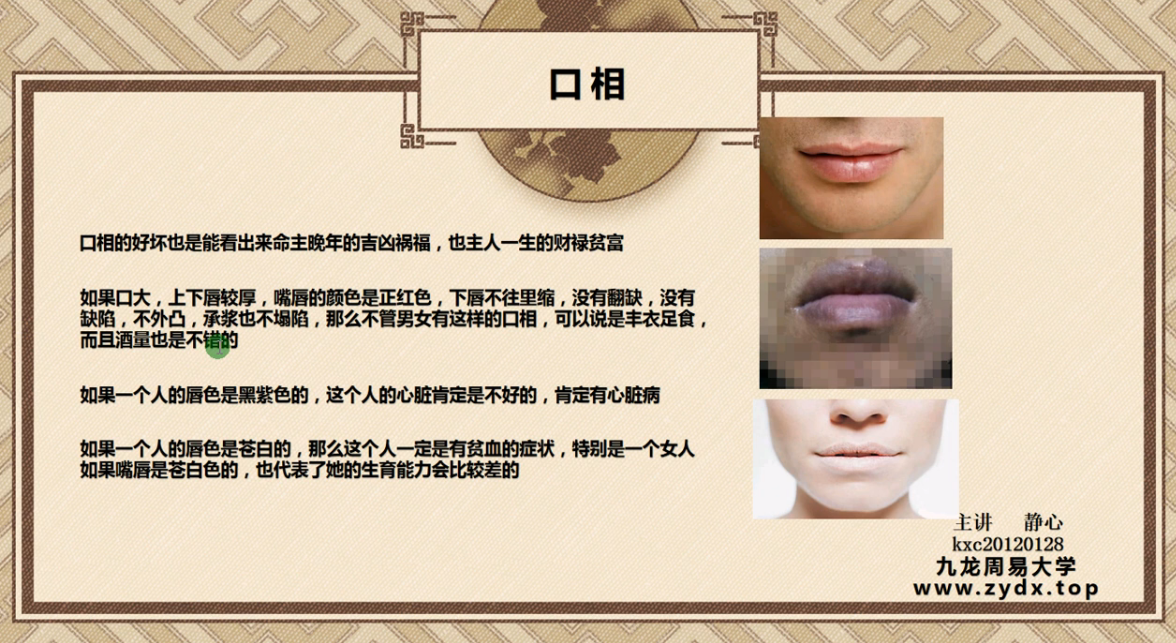 口相
口相的好坏也是能看出来命主晚年的吉凶祸福，也主人一生的财禄贫富
如果口大，上下唇较厚，嘴唇的颜色是正红色，下唇不往里缩，没有翻缺，没有
缺陷，不外凸，承浆也不塌陷，那么不管男女有这样的口相，可以说是丰衣足食，
而且酒量也是不错的
如果一个人的唇色是黑紫色的，这个人的心脏肯定是不好的，肯定有心脏病
如果一个人的唇色是苍白的，那么这个人一定是有贫血的症状，特别是一个女人
如果嘴唇是苍白色的，也代表了她的生育能力会比较差的
主讲 静心
kxc20120128
九龙周易大学
www.zydx.top